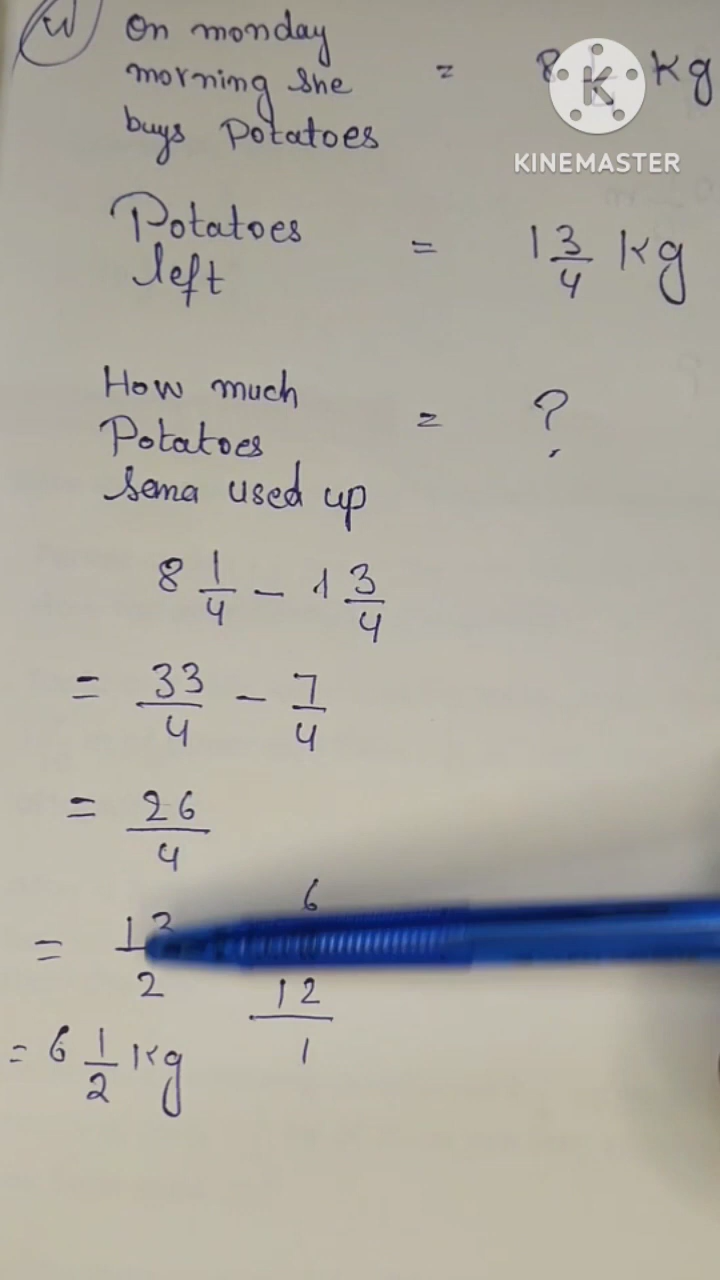 On monday
morning she = 8 kg
buys Potatoes
K
KINEMASTER
Potatoes
left = 1 3/4 kg
How much
Potatoes = ?
sema used up
8 1/4 - 1 3/4
= 33/4 - 7/4
= 26/4
6
= 13/2
12
1
= 6 1/2 kg